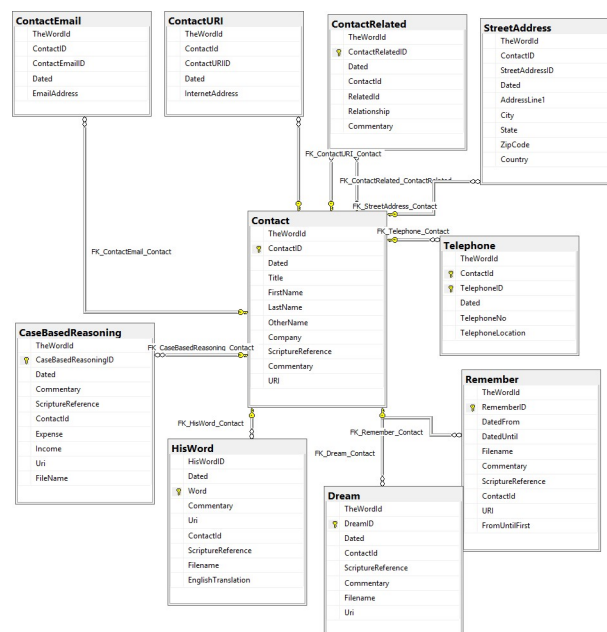 ContactEmail
TheWordId
ContactID
ContactEmailID
Dated
EmailAddress
ContactURI
TheWordId
ContactId
ContactURIID
Dated
InternetAddress
ContactRelated
TheWordId
ContactRelatedID
Dated
ContactId
RelatedId
Relationship
Commentary
StreetAddress
TheWordId
ContactID
StreetAddressID
Dated
AddressLine1
City
State
ZipCode
Country
FK_ContactURI_Contact
FK_ContactRelated_ContactRelated
FK_StreetAddress_Contact
FK_Telephone_Contact
FK_ContactEmail_Contact
Contact
TheWordId
ContactID
Dated
Title
FirstName
LastName
OtherName
Company
ScriptureReference
Commentary
URI
Telephone
TheWordId
ContactId
TelephoneID
Dated
TelephoneNo
TelephoneLocation
CaseBasedReasoning
TheWordId
CaseBasedReasoningID
Dated
Commentary
ScriptureReference
ContactId
Expense
Income
Uri
FileName
FK_CaseBasedReasoning_Contact
FK_HisWord_Contact
FK_Remember_Contact
FK_Dream_Contact
Remember
TheWordId
RememberID
DatedFrom
DatedUntil
Filename
Commentary
ScriptureReference
ContactId
URI
FromUntilFirst
HisWord
HisWordID
Dated
Word
Commentary
Uri
ContactId
ScriptureReference
Filename
EnglishTranslation
Dream
TheWordId
DreamID
Dated
ContactId
ScriptureReference
Commentary
Filename
Uri